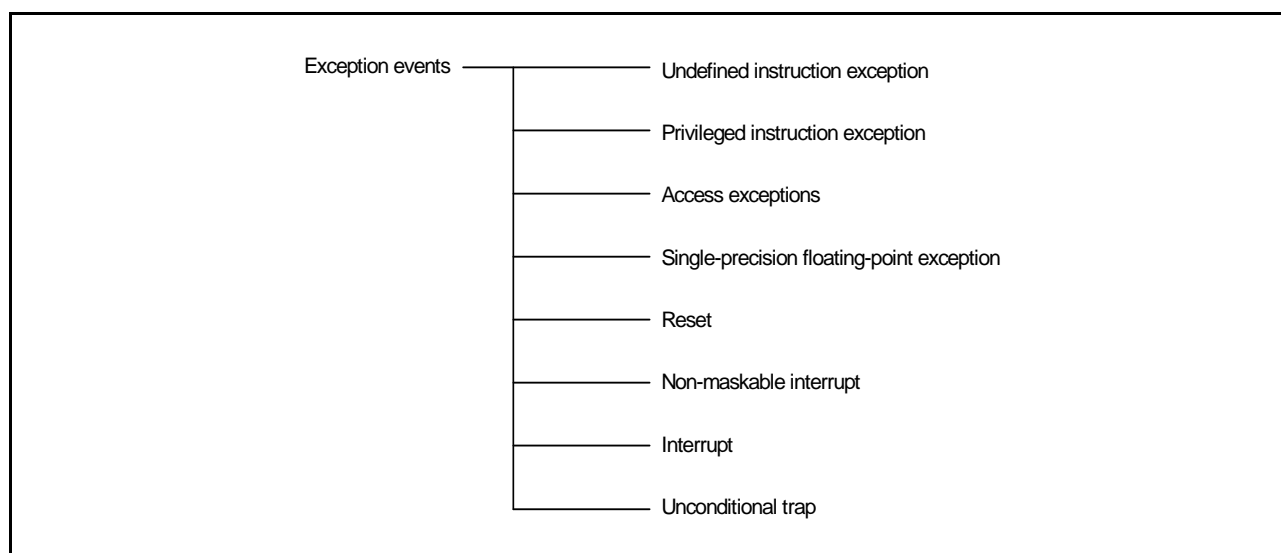 Exception events
Undefined instruction exception
Privileged instruction exception
Access exceptions
Single-precision floating-point exception
Reset
Non-maskable interrupt
Interrupt
Unconditional trap